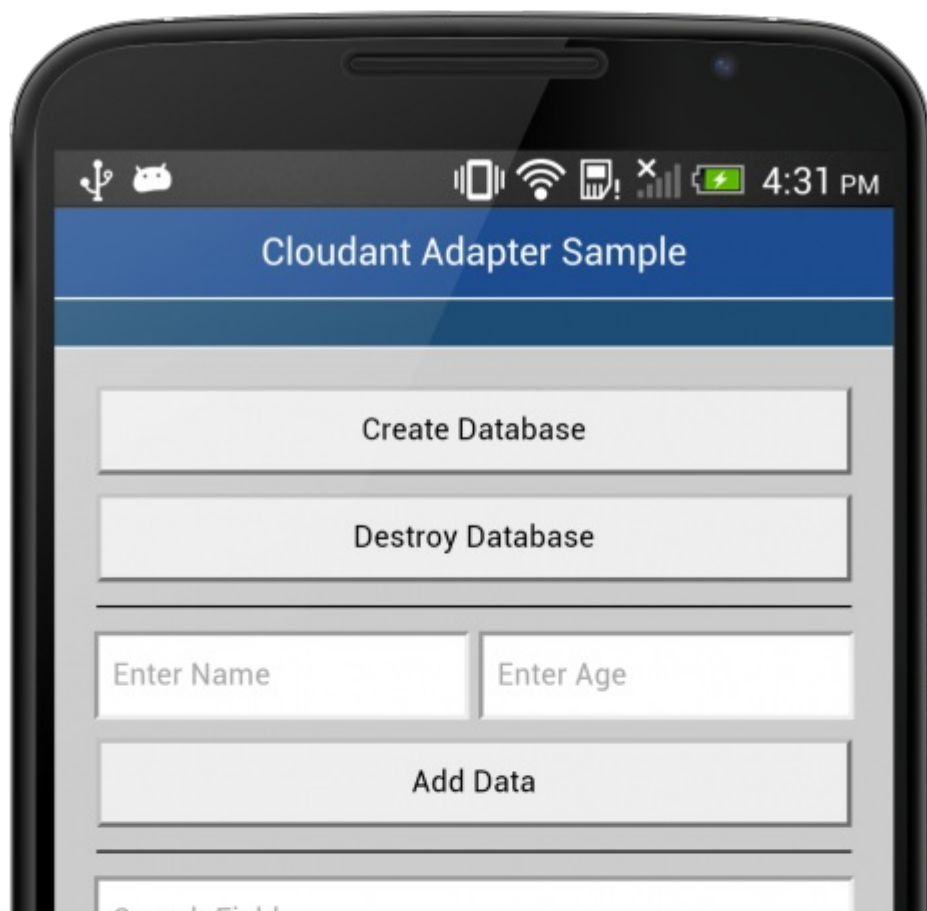 4:31 PM
Cloudant Adapter Sample
Create Database
Destroy Database
Enter Name Enter Age
Add Data